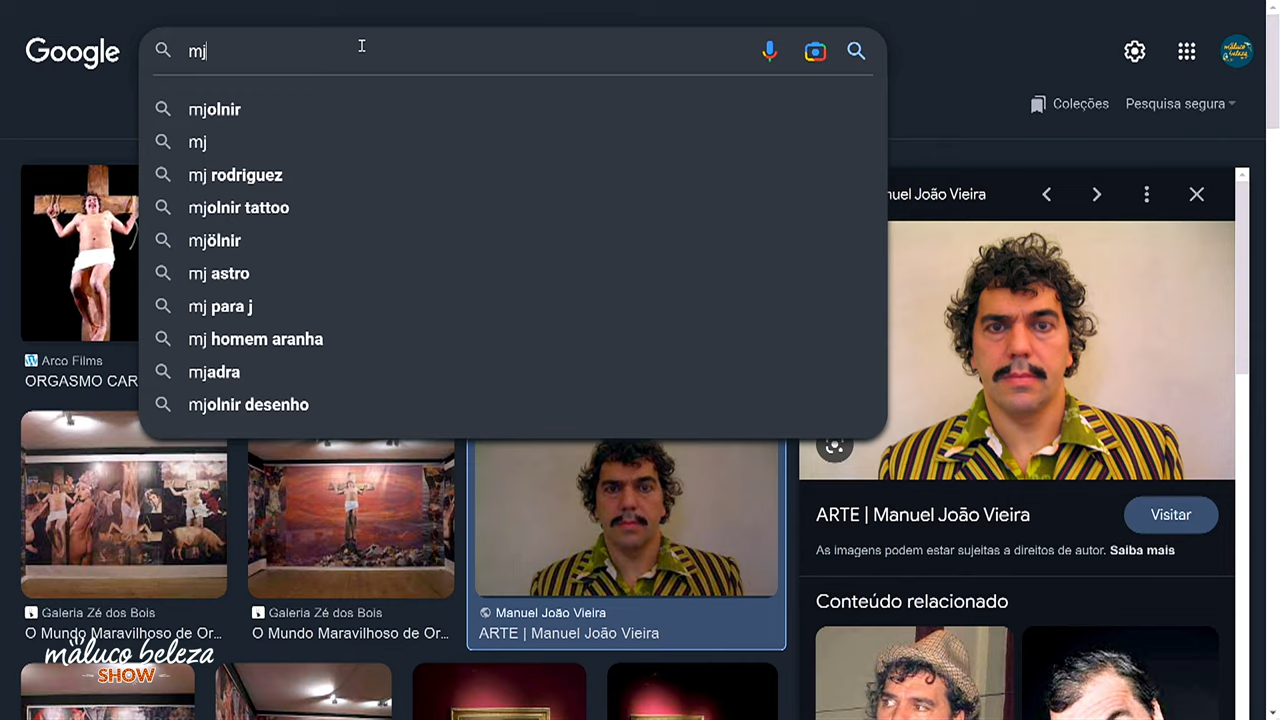 Google
mj
mjolnir
mj
mj rodriguez
mjolnir tattoo
mjölnir
mj astro
mj para j
mj homem aranha
mjadra
mjolnir desenho
Coleções
Pesquisa segura
maluco beleza
Manuel João Vieira
ARTE | Manuel João Vieira
Visitar
As imagens podem estar sujeitas a direitos de autor. Saiba mais
Conteúdo relacionado
Arco Films
ORGASMO CAR
Galeria Zé dos Bois
O Mundo Maravilhoso de Or...
Galeria Zé dos Bois
O Mundo Maravilhoso de Or...
Manuel João Vieira
ARTE | Manuel João Vieira
maluco beleza
SHOW